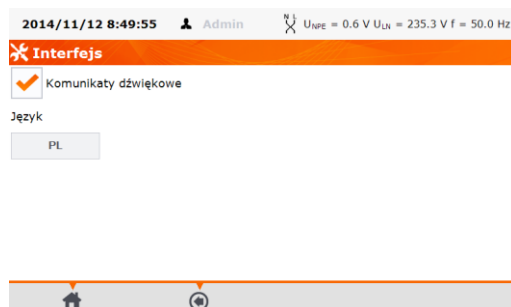 2014/11/12 8:49:55 Admin N L UNPE = 0.6 V ULN = 235.3 V f = 50.0 Hz
Interfejs
Komunikaty dźwiękowe
Język
PL